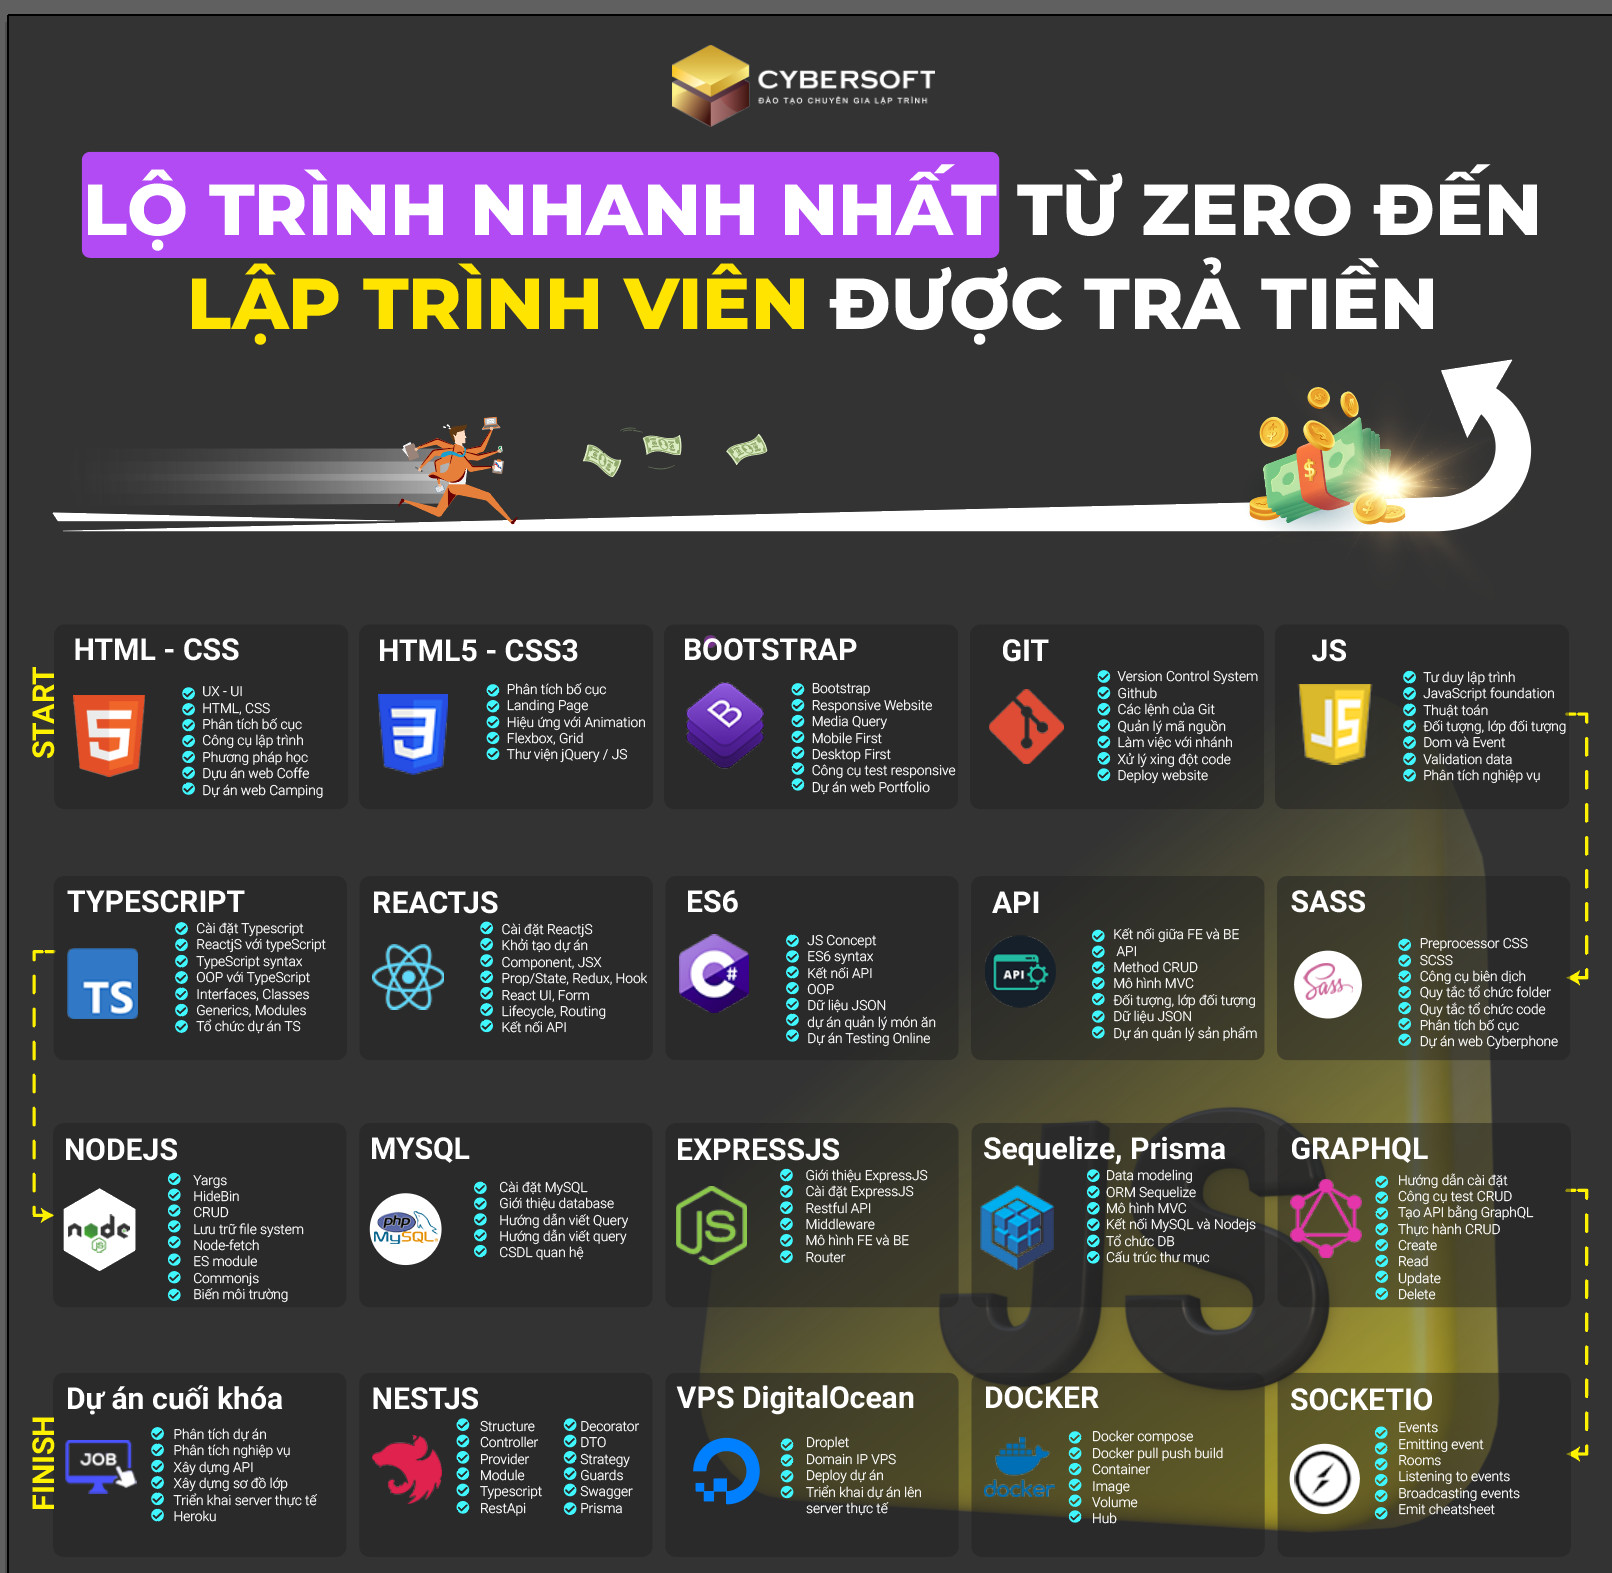 CYBERSOFT
ĐÀO TẠO CHUYÊN GIA LẬP TRÌNH
LỘ TRÌNH NHANH NHẤT TỪ ZERO ĐẾN
LẬP TRÌNH VIÊN ĐƯỢC TRẢ TIỀN
START
HTML - CSS
UX - UI
HTML, CSS
Phân tích bố cục
Công cụ lập trình
Phương pháp học
Dựu án web Coffe
Dự án web Camping
HTML5 - CSS3
Phân tích bố cục
Landing Page
Hiệu ứng với Animation
Flexbox, Grid
Thư viện jQuery / JS
BOOTSTRAP
B
Bootstrap
Responsive Website
Media Query
Mobile First
Desktop First
Công cụ test responsive
Dự án web Portfolio
GIT
Version Control System
Github
Các lệnh của Git
Quản lý mã nguồn
Làm việc với nhánh
Xử lý xing đột code
Deploy website
JS
JS
Tư duy lập trình
JavaScript foundation
Thuật toán
Đối tượng, lớp đối tượng
Dom và Event
Validation data
Phân tích nghiệp vụ
TYPESCRIPT
TS
Cài đặt Typescript
ReactjS với typeScript
TypeScript syntax
OOP với TypeScript
Interfaces, Classes
Generics, Modules
Tổ chức dự án TS
REACTJS
Cài đặt ReactjS
Khởi tạo dự án
Component, JSX
Prop/State, Redux, Hook
React UI, Form
Lifecycle, Routing
Kết nối API
ES6
C#
JS Concept
ES6 syntax
Kết nối API
OOP
Dữ liệu JSON
dự án quản lý món ăn
Dự án Testing Online
API
API
Kết nối giữa FE và BE
API
Method CRUD
Mô hình MVC
Đối tượng, lớp đối tượng
Dữ liệu JSON
Dự án quản lý sản phẩm
SASS
Sass
Preprocessor CSS
SCSS
Công cụ biên dịch
Quy tắc tổ chức folder
Quy tắc tổ chức code
Phân tích bố cục
Dự án web Cyberphone
NODEJS
node
JS
Yargs
HideBin
CRUD
Lưu trữ file system
Node-fetch
ES module
Commonjs
Biến môi trường
MYSQL
php
MySQL
Cài đặt MySQL
Giới thiệu database
Hướng dẫn viết Query
Hướng dẫn viết query
CSDL quan hệ
EXPRESSJS
JS
Giới thiệu ExpressJS
Cài đặt ExpressJS
Restful API
Middleware
Mô hình FE và BE
Router
Sequelize, Prisma
Data modeling
ORM Sequelize
Mô hình MVC
Kết nối MySQL và Nodejs
Tổ chức DB
Cấu trúc thư mục
GRAPHQL
Hướng dẫn cài đặt
Công cụ test CRUD
Tạo API bằng GraphQL
Thực hành CRUD
Create
Read
Update
Delete
JS
FINISH
Dự án cuối khóa
JOB
Phân tích dự án
Phân tích nghiệp vụ
Xây dựng API
Xây dựng sơ đồ lớp
Triển khai server thực tế
Heroku
NESTJS
Structure
Controller
Provider
Module
Typescript
RestApi
Decorator
DTO
Strategy
Guards
Swagger
Prisma
VPS DigitalOcean
Droplet
Domain IP VPS
Deploy dự án
Triển khai dự án lên
server thực tế
DOCKER
docker
Docker compose
Docker pull push build
Container
Image
Volume
Hub
SOCKETIO
Events
Emitting event
Rooms
Listening to events
Broadcasting events
Emit cheatsheet